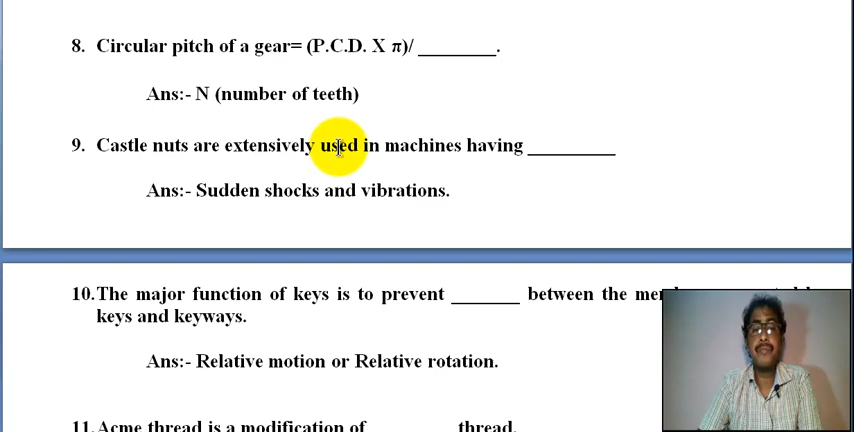 8. Circular pitch of a gear= (P.C.D. X π)/ ________.
Ans:- N (number of teeth)
9. Castle nuts are extensively used in machines having _________
Ans:- Sudden shocks and vibrations.
10.The major function of keys is to prevent _______ between the
keys and keyways.
Ans:- Relative motion or Relative rotation.
11.Acme thread is a modification of ________ thread.